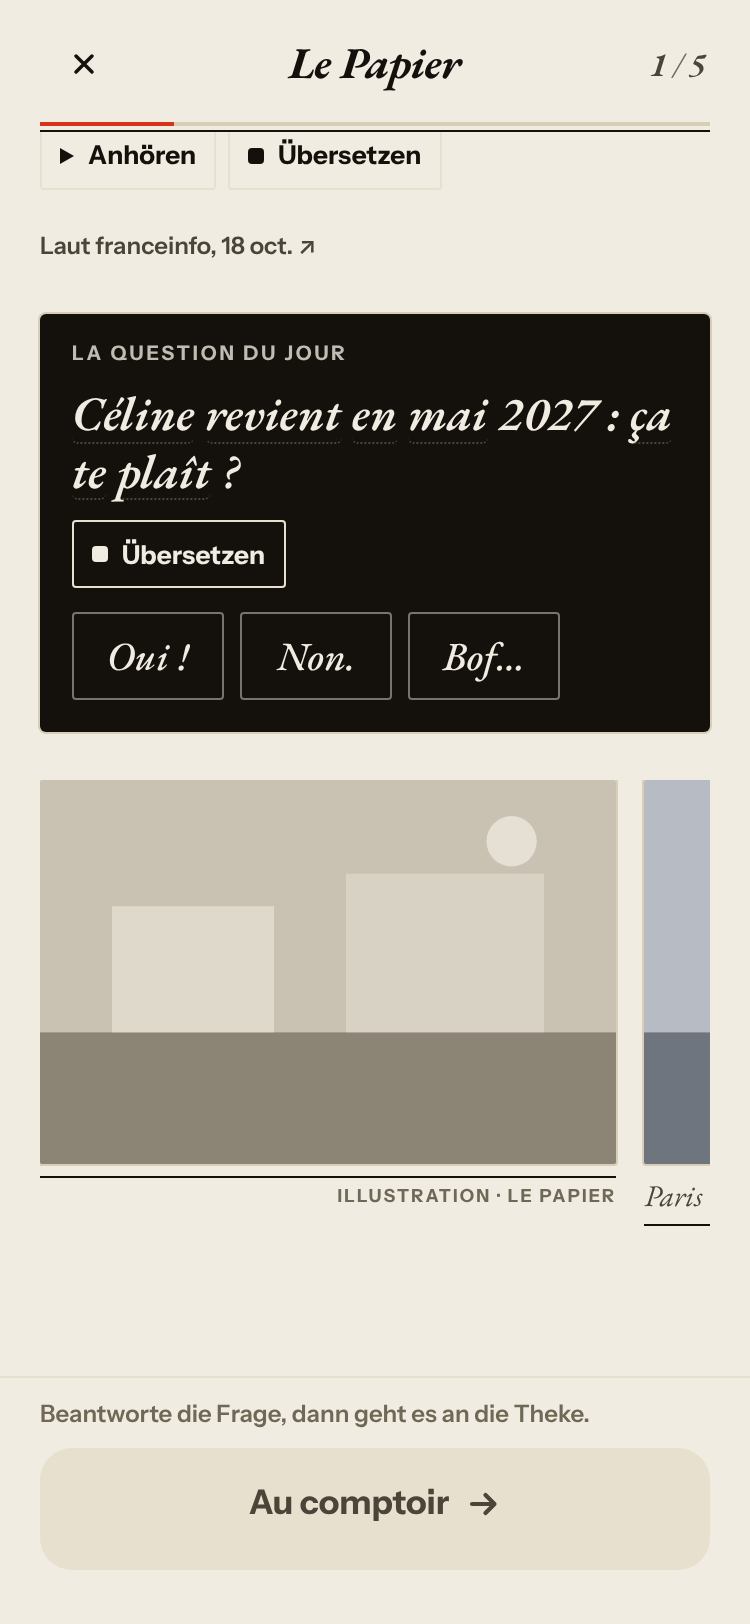 Le Papier
1 / 5
Anhören
Übersetzen
Laut franceinfo, 18 oct. ↗
LA QUESTION DU JOUR
Céline revient en mai 2027 : ça
te plaît ?
Übersetzen
Oui !
Non.
Bof…
ILLUSTRATION · LE PAPIER
Paris
Beantworte die Frage, dann geht es an die Theke.
Au comptoir →